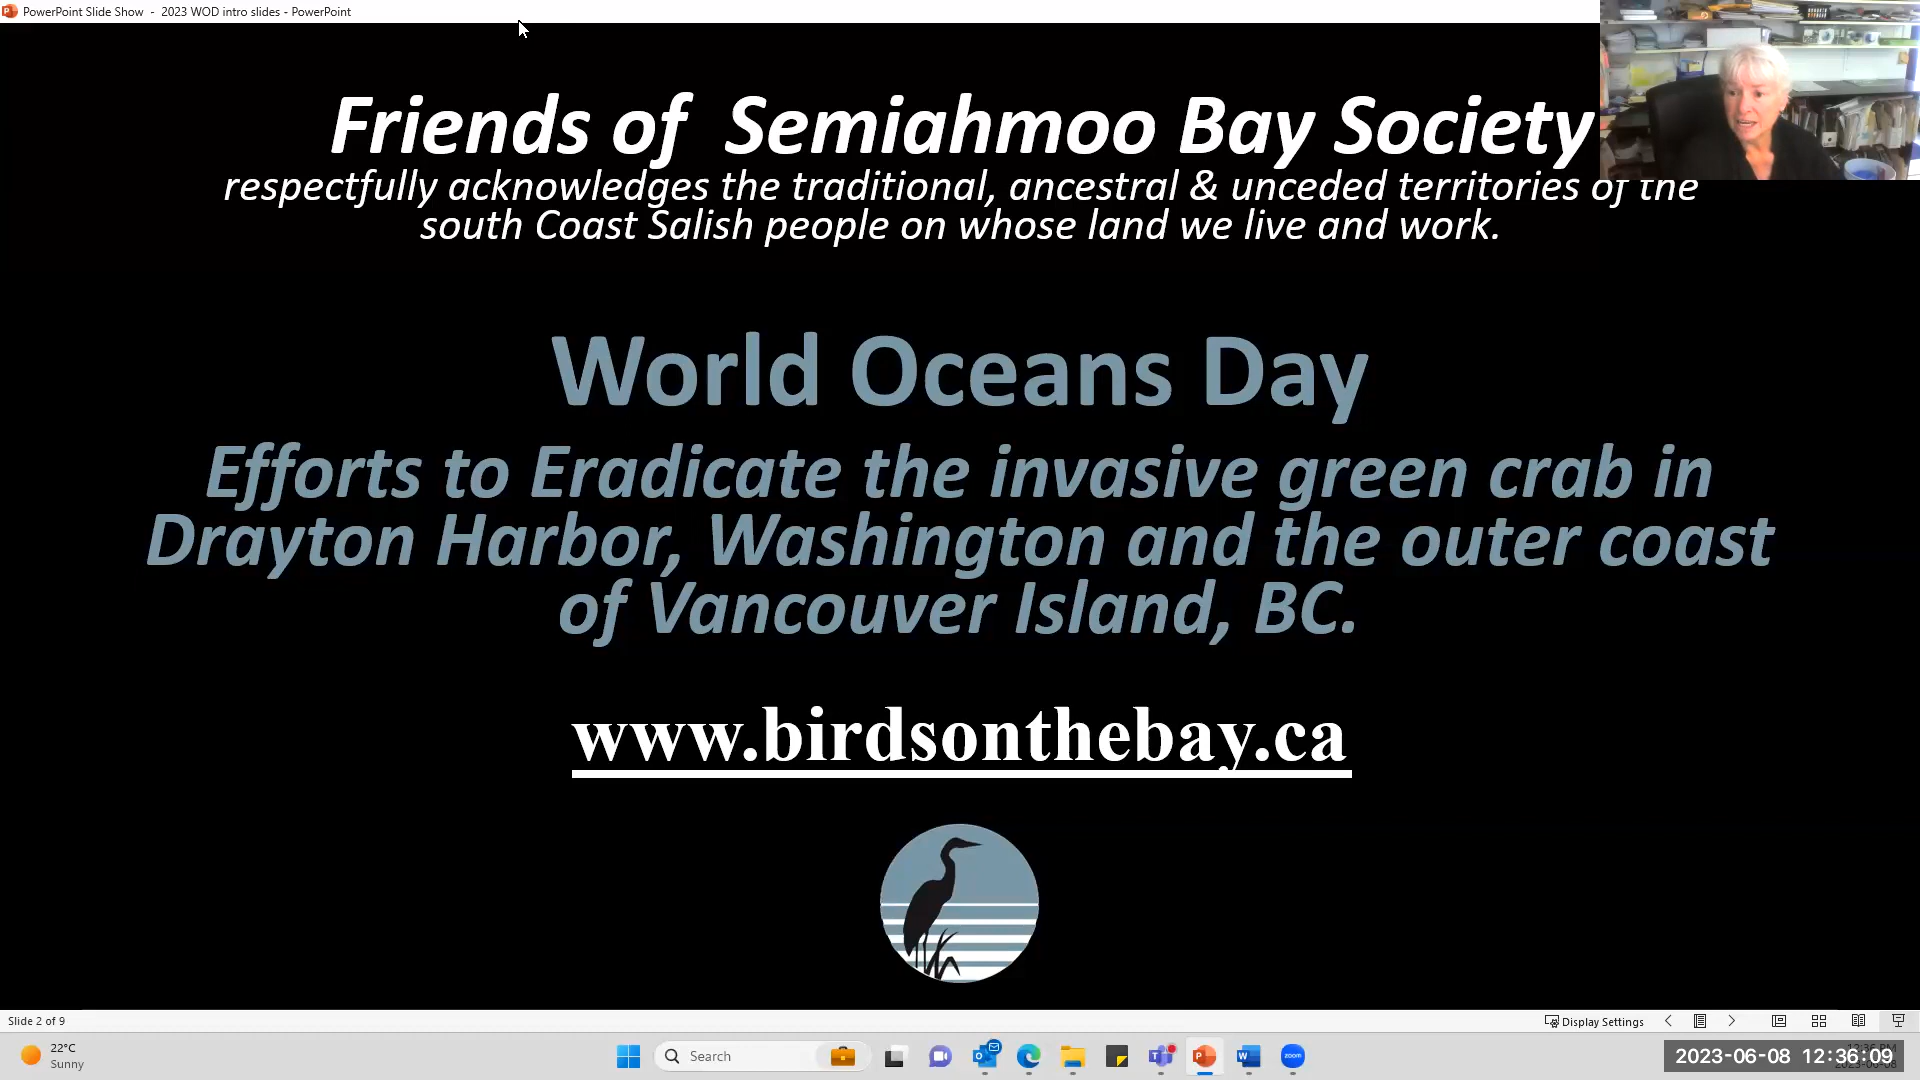 PowerPoint Slide Show - 2023 WOD intro slides - PowerPoint
Friends of Semiahmoo Bay Society
respectfully acknowledges the traditional, ancestral & unceded territories of the
south Coast Salish people on whose land we live and work.
World Oceans Day
Efforts to Eradicate the invasive green crab in
Drayton Harbor, Washington and the outer coast
of Vancouver Island, BC.
www.birdsonthebay.ca
Slide 2 of 9
Display Settings
22°C
Sunny
Search
zoom
2023-06-08 12:36:09